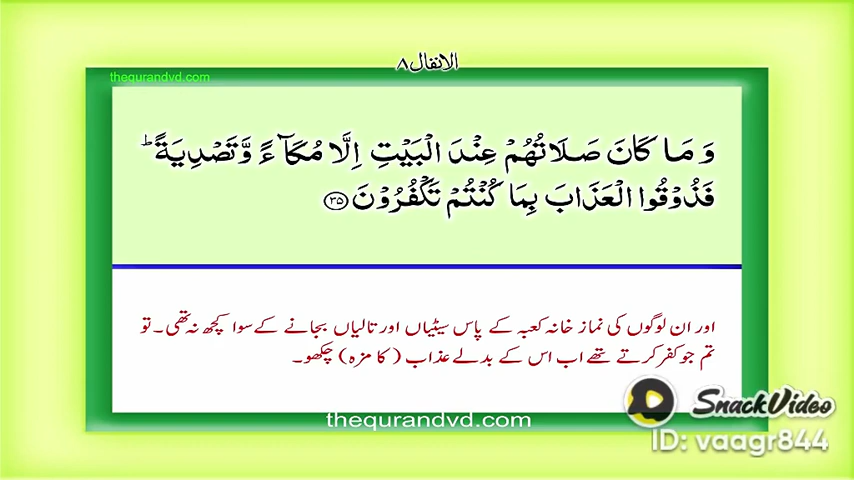 الانفال۸
thequrandvd.com
وَمَا كَانَ صَلَاتُهُمْ عِنْدَ الْبَيْتِ اِلَّا مُكَآءً وَّتَصْدِيَةً ؕ
فَذُوْقُوا الْعَذَابَ بِمَا كُنْتُمْ تَكْفُرُوْنَ ﴿۳۵﴾
اور ان لوگوں کی نماز خانہ کعبہ کے پاس سیٹیاں اور تالیاں بجانے کے سوا کچھ نہ تھی۔ تو
تم جو کفر کرتے تھے اب اس کے بدلے عذاب (کا مزہ) چکھو۔
thequrandvd.com
SnackVideo
ID: vaagr844